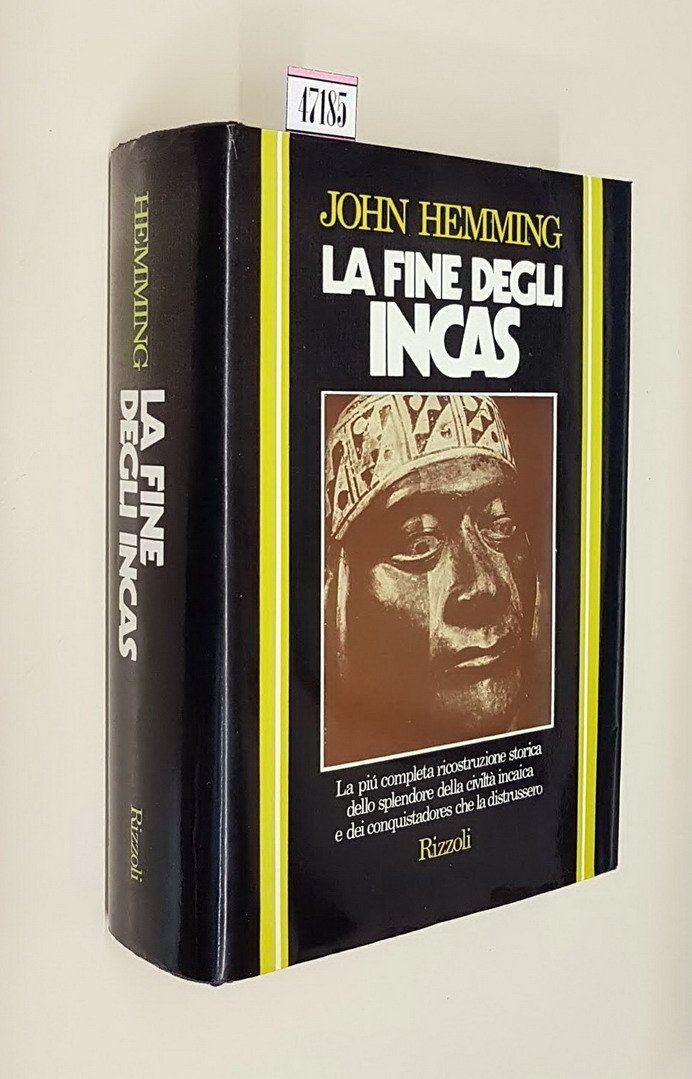 47185
JOHN HEMMING
LA FINE DEGLI
INCAS
La piú completa ricostruzione storica
dello splendore della civiltà incaica
e dei conquistadores che la distrussero
Rizzoli
HEMMING
LA FINE
DEGLI INCAS
Rizzoli